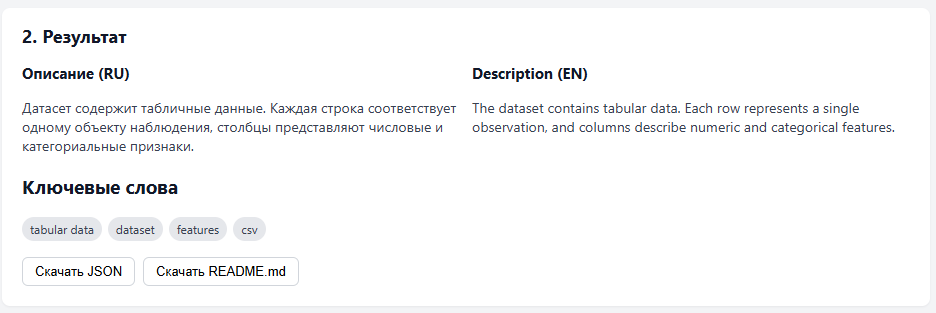 2. Результат
Описание (RU)
Датасет содержит табличные данные. Каждая строка соответствует
одному объекту наблюдения, столбцы представляют числовые и
категориальные признаки.
Description (EN)
The dataset contains tabular data. Each row represents a single
observation, and columns describe numeric and categorical features.
Ключевые слова
tabular data
dataset
features
csv
Скачать JSON
Скачать README.md